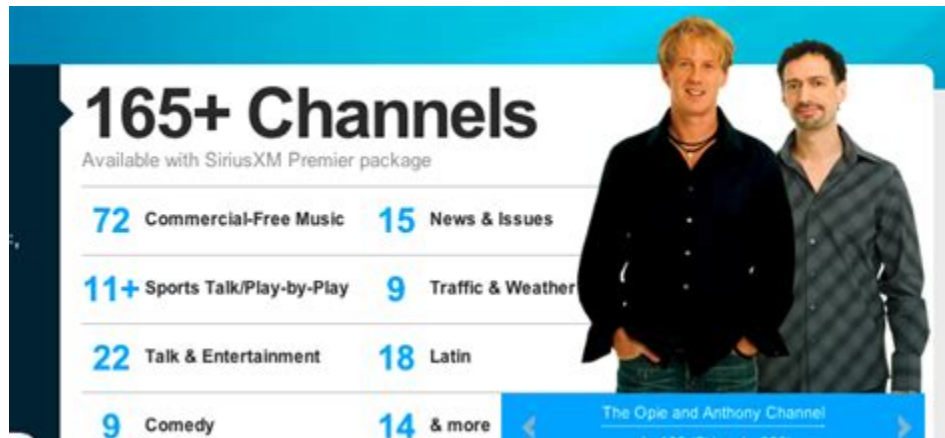 165+ Channels
Available with SiriusXM Premier package
72 Commercial-Free Music 15 News & Issues
11+ Sports Talk/Play-by-Play 9 Traffic & Weather
22 Talk & Entertainment 18 Latin
9 Comedy 14 & more
The Opie and Anthony Channel